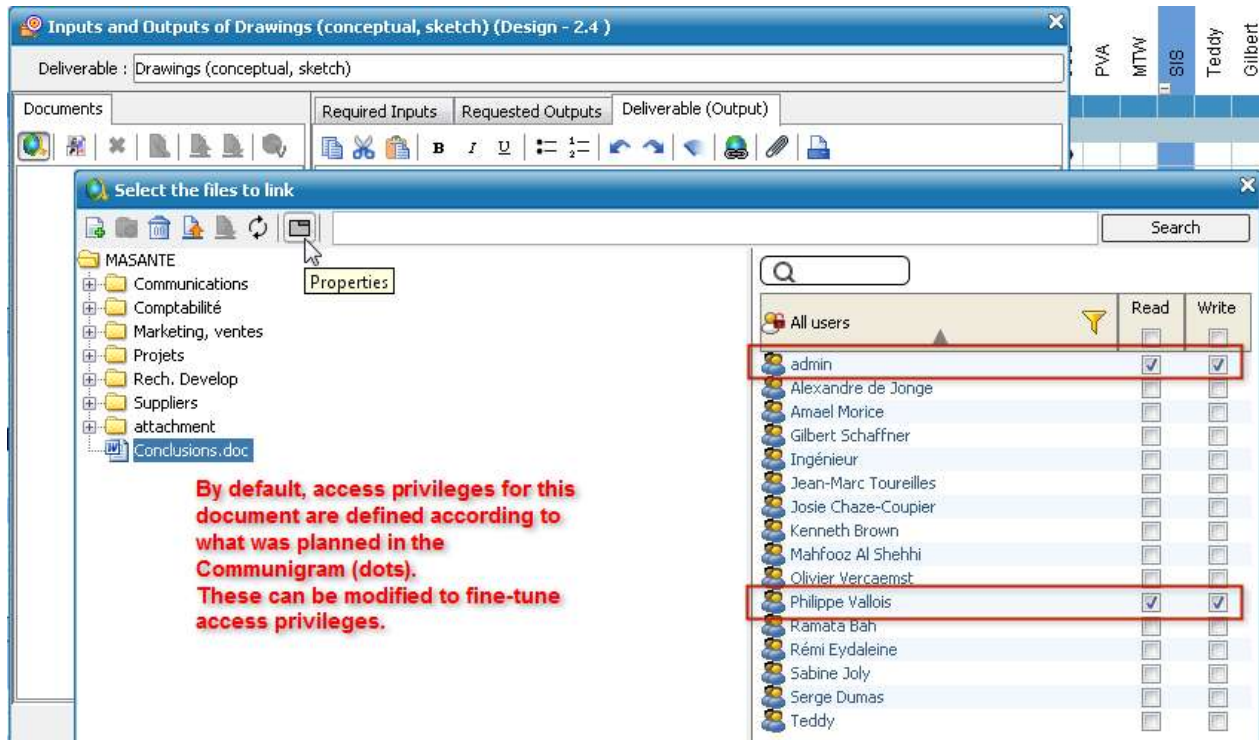 Inputs and Outputs of Drawings (conceptual, sketch) (Design - 2.4 )
Deliverable : Drawings (conceptual, sketch)
PVA
MTW
SIS
Teddy
Gilbert
Documents
Required Inputs
Requested Outputs
Deliverable (Output)
B I U
Select the files to link
Search
Properties
MASANTE
Communications
Comptabilité
Marketing, ventes
Projets
Rech. Develop
Suppliers
attachment
Conclusions.doc
By default, access privileges for this
document are defined according to
what was planned in the
Communigram (dots).
These can be modified to fine-tune
access privileges.
All users
Read
Write
admin
Alexandre de Jonge
Amael Morice
Gilbert Schaffner
Ingénieur
Jean-Marc Toureilles
Josie Chaze-Coupier
Kenneth Brown
Mahfooz Al Shehhi
Olivier Vercaemst
Philippe Vallois
Ramata Bah
Rémi Eydaleine
Sabine Joly
Serge Dumas
Teddy